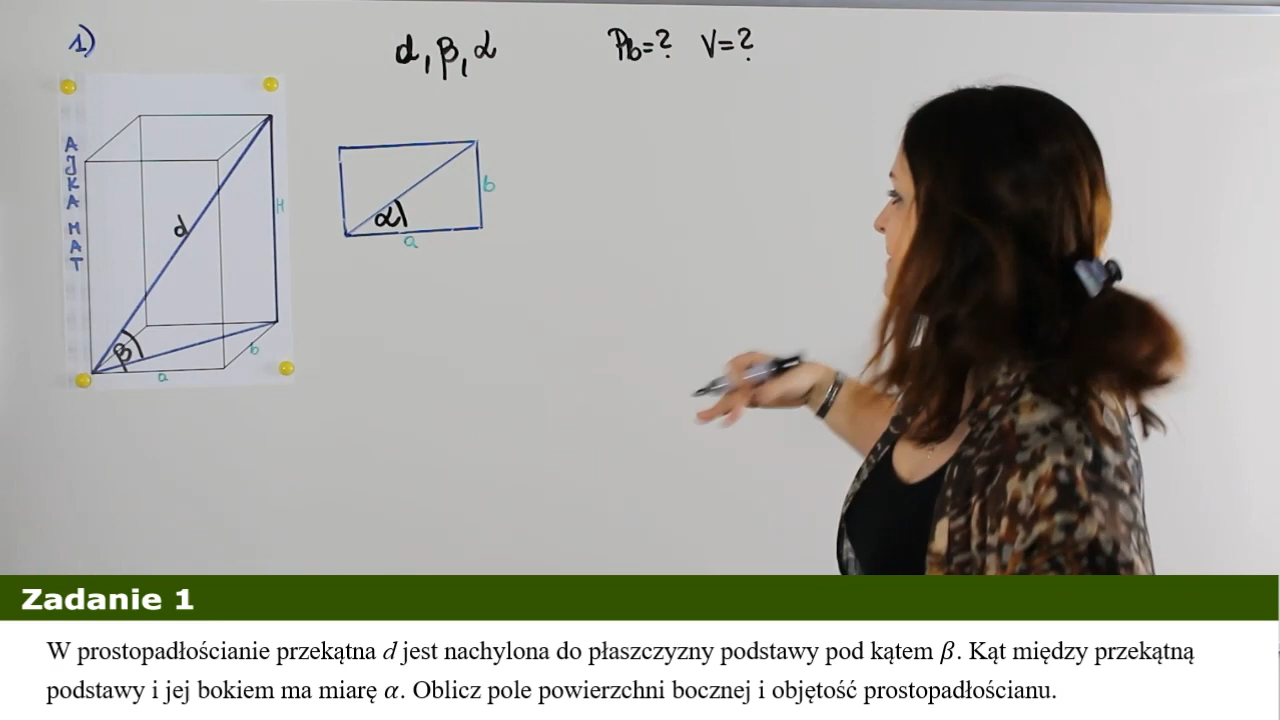 1)
d, β, α
Pb=? V=?
AJKA MAT
d
H
β
a
b
α
b
a
Zadanie 1
W prostopadłościanie przekątna d jest nachylona do płaszczyzny podstawy pod kątem β. Kąt między przekątną
podstawy i jej bokiem ma miarę α. Oblicz pole powierzchni bocznej i objętość prostopadłościanu.